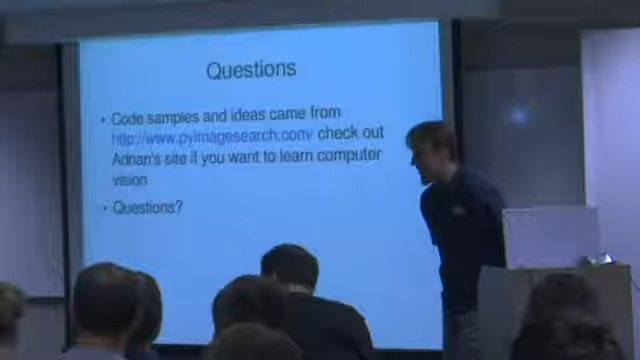 Questions
• Code samples and ideas came from
http://www.pyimagesearch.com/ check out
Adrian's site if you want to learn computer
vision
• Questions?